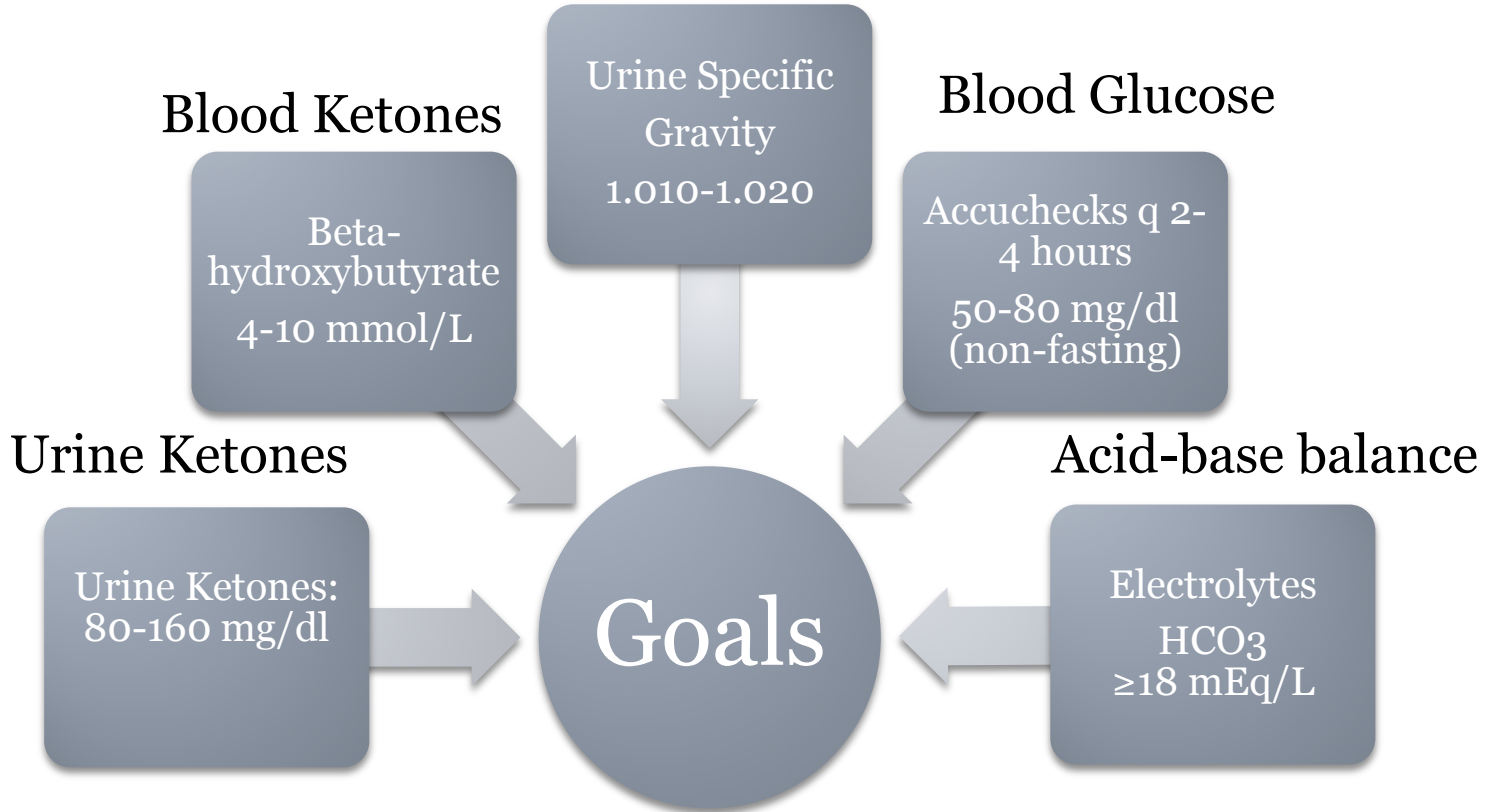 Blood Ketones
Beta-
hydroxybutyrate
4-10 mmol/L
Urine Specific
Gravity
1.010-1.020
Blood Glucose
Accuchecks q 2-
4 hours
50-80 mg/dl
(non-fasting)
Urine Ketones
Urine Ketones:
80-160 mg/dl
Goals
Acid-base balance
Electrolytes
HCO3
≥18 mEq/L